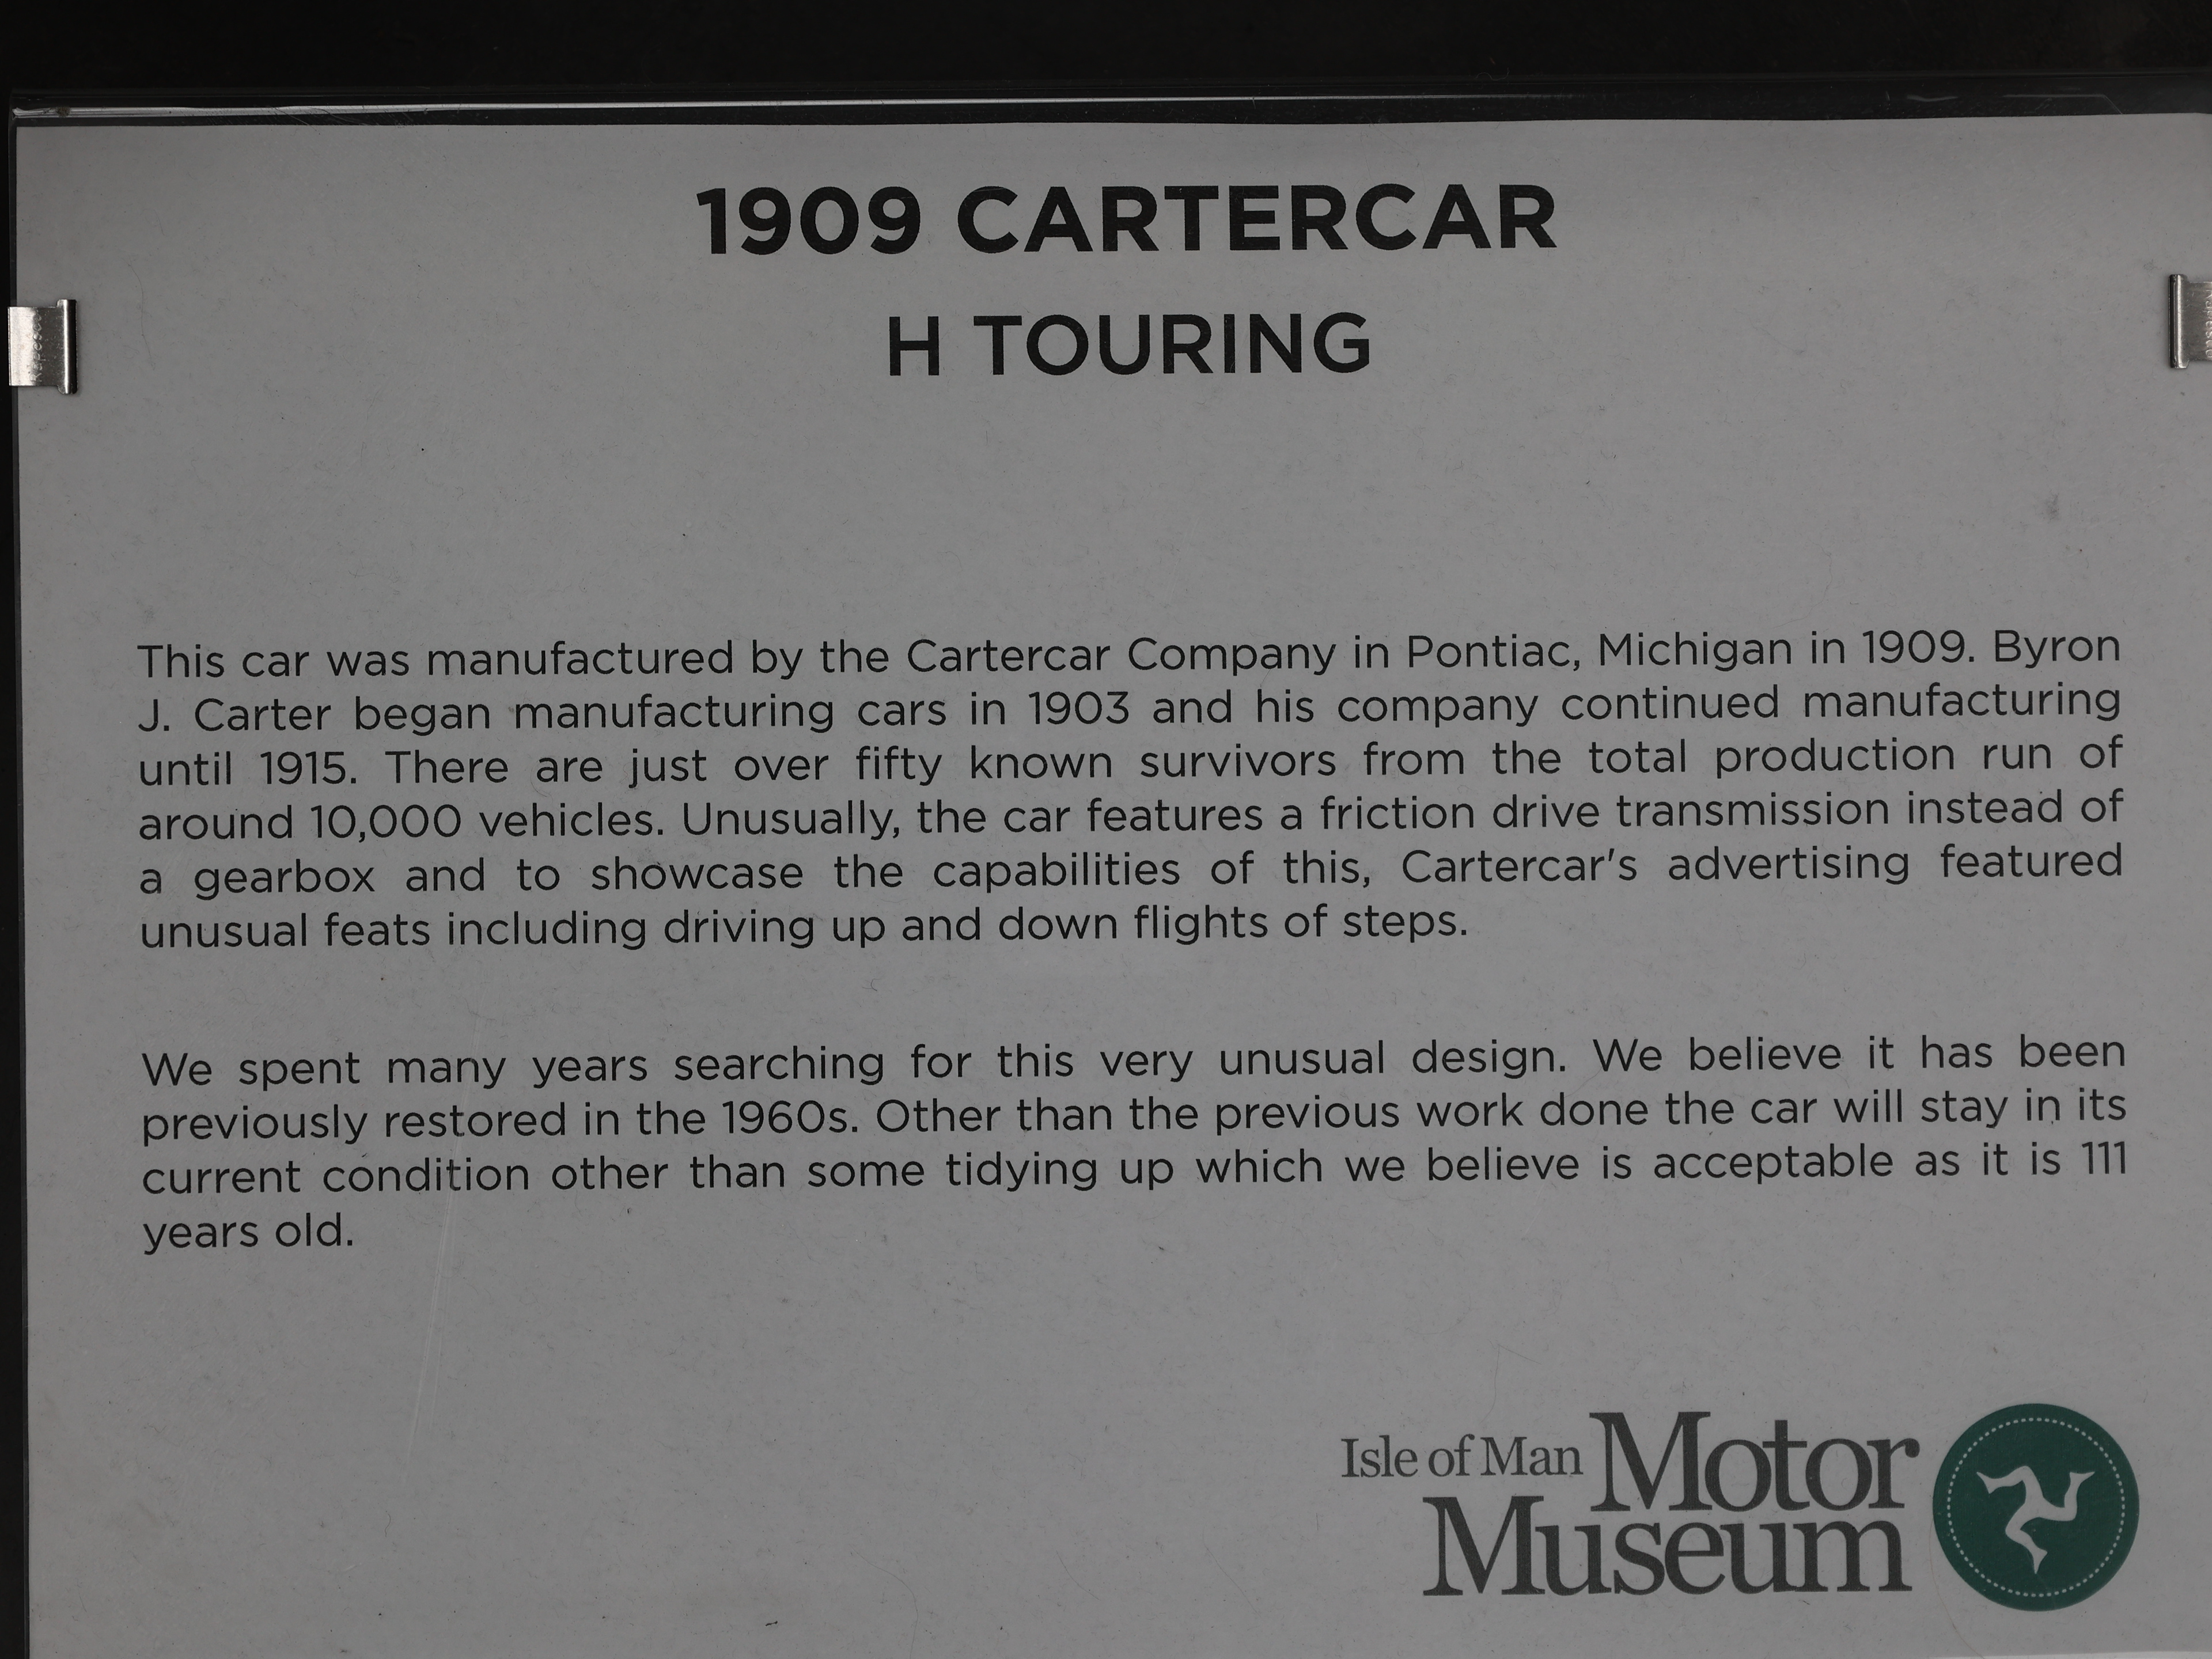 1909 CARTERCAR
H TOURING
This car was manufactured by the Cartercar Company in Pontiac, Michigan in 1909. Byron
J. Carter began manufacturing cars in 1903 and his company continued manufacturing
until 1915. There are just over fifty known survivors from the total production run of
around 10,000 vehicles. Unusually, the car features a friction drive transmission instead of
a gearbox and to showcase the capabilities of this, Cartercar's advertising featured
unusual feats including driving up and down flights of steps.
We spent many years searching for this very unusual design. We believe it has been
previously restored in the 1960s. Other than the previous work done the car will stay in its
current condition other than some tidying up which we believe is acceptable as it is 111
years old.
Isle of Man Motor
Museum